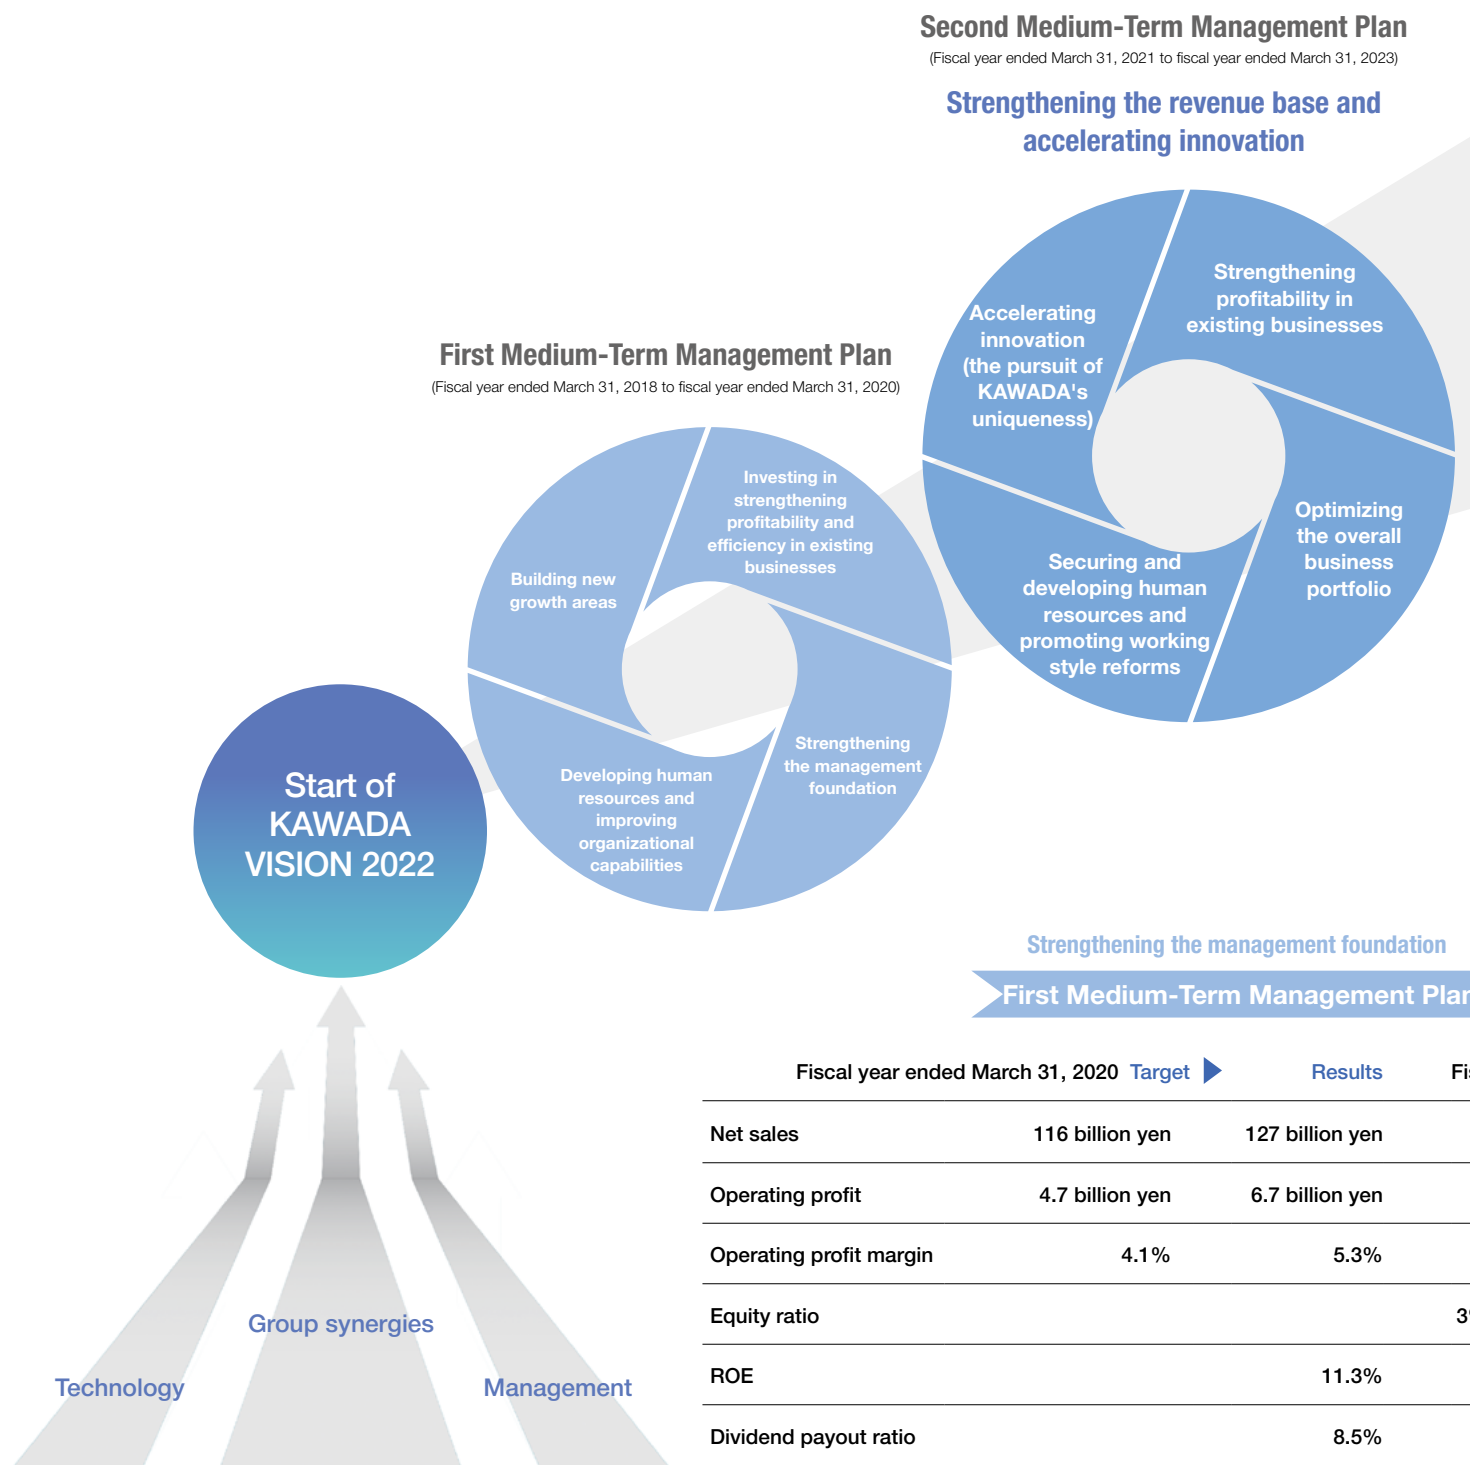 Second Medium-Term Management Plan
(Fiscal year ended March 31, 2021 to fiscal year ended March 31, 2023)
Strengthening the revenue base and
accelerating innovation
Accelerating
innovation
(the pursuit of
KAWADA's
uniqueness)
Strengthening
profitability in
existing businesses
Optimizing
the overall
business
portfolio
Securing and
developing human
resources and
promoting working
style reforms
First Medium-Term Management Plan
(Fiscal year ended March 31, 2018 to fiscal year ended March 31, 2020)
Building new
growth areas
Investing in
strengthening
profitability and
efficiency in existing
businesses
Strengthening
the management
foundation
Developing human
resources and
improving
organizational
capabilities
Start of
KAWADA
VISION 2022
Group synergies
Technology
Management
Strengthening the management foundation
First Medium-Term Management Plan
Fiscal year ended March 31, 2020 Target Results
Net sales 116 billion yen 127 billion yen
Operating profit 4.7 billion yen 6.7 billion yen
Operating profit margin 4.1% 5.3%
Equity ratio
ROE 11.3%
Dividend payout ratio 8.5%